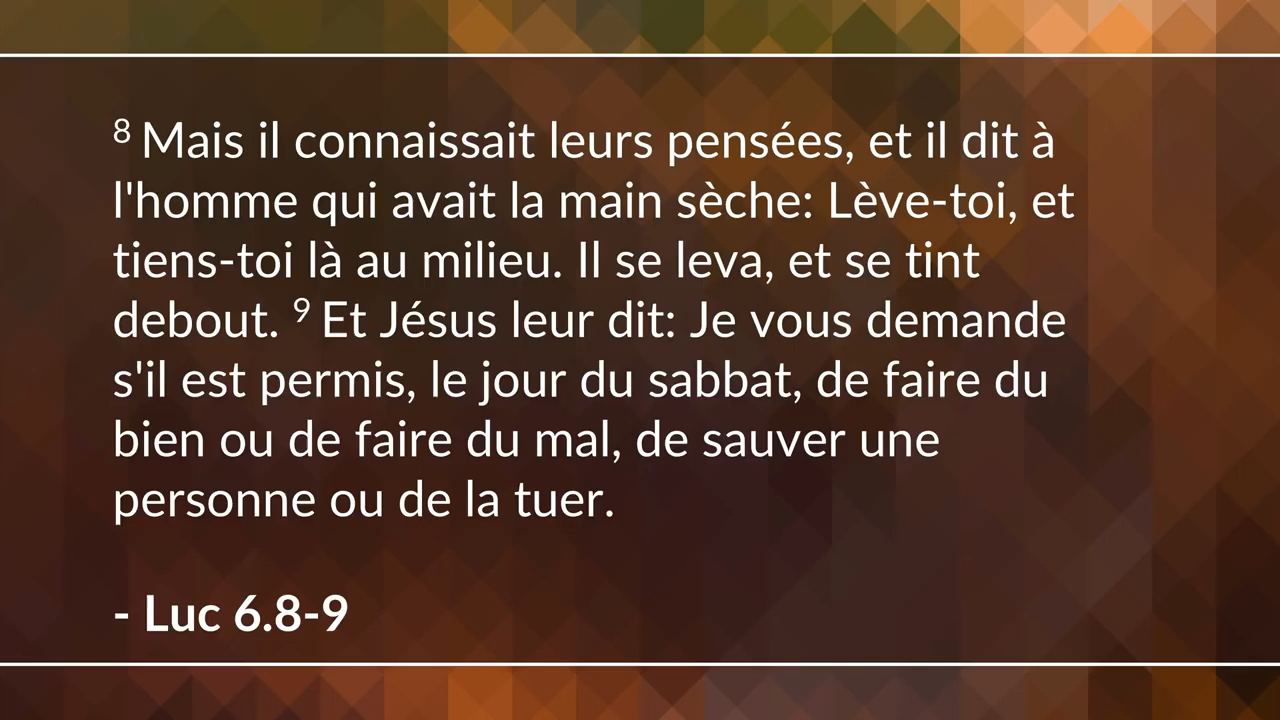 8 Mais il connaissait leurs pensées, et il dit à
l'homme qui avait la main sèche: Lève-toi, et
tiens-toi là au milieu. Il se leva, et se tint
debout. 9 Et Jésus leur dit: Je vous demande
s'il est permis, le jour du sabbat, de faire du
bien ou de faire du mal, de sauver une
personne ou de la tuer.
- Luc 6.8-9